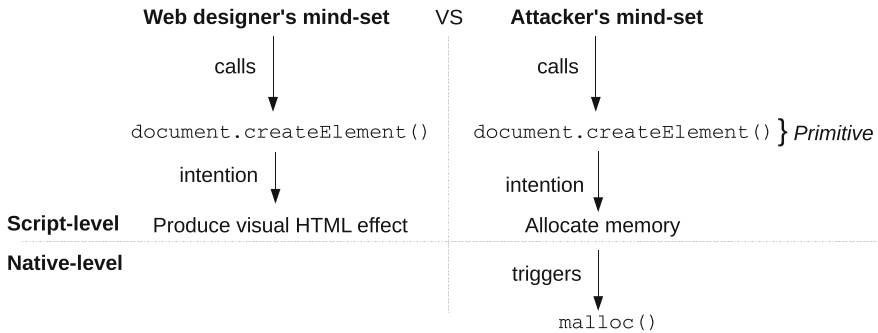 Web designer's mind-set VS Attacker's mind-set
calls calls
document.createElement() document.createElement() } Primitive
intention intention
Script-level Produce visual HTML effect Allocate memory
Native-level
triggers
malloc()